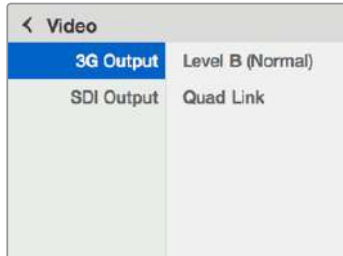 < Video
3G Output Level B (Normal)
SDI Output Quad Link